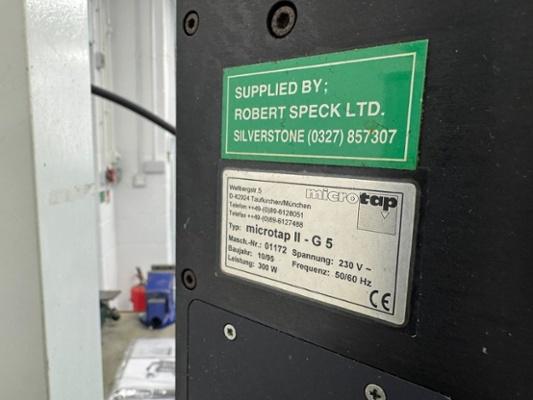 SUPPLIED BY;
ROBERT SPECK LTD.
SILVERSTONE (0327) 857307
microtap
D-82024 Taufkirchen/München
Telefon ++49-(0)89-6128051
Telefax ++49-(0)89-6127488
Typ: microtap II - G 5
Masch.-Nr.: 01172 Spannung: 230 V ~
Baujahr: 10/95 Frequenz: 50/60 Hz
Leistung: 300 W
CE